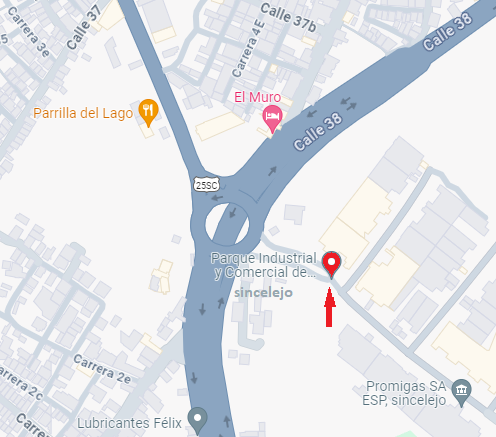 Calle 37b
Carrera 3e
Calle 37
Carrera 4E
Calle 38
Parrilla del Lago
El Muro
Calle 38
25SC
Parque Industrial
y Comercial de...
sincelejo
Carrera 2e
Carrera 2c
Promigas SA
ESP, sincelejo
Lubricantes Félix
Carre